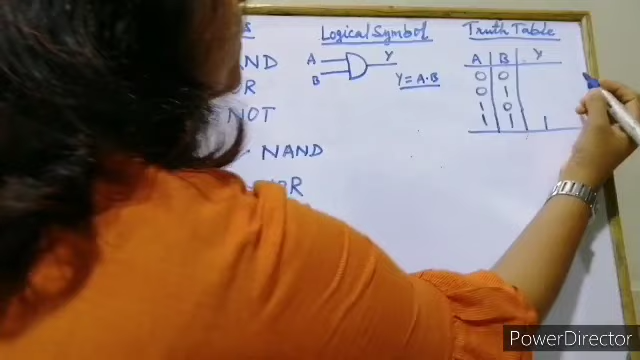 Logical Symbol
Truth Table
AND
NOT
NAND
A
B
Y
Y = A·B
A B Y
0 0
0 1
1 0
1 1 1
PowerDirector